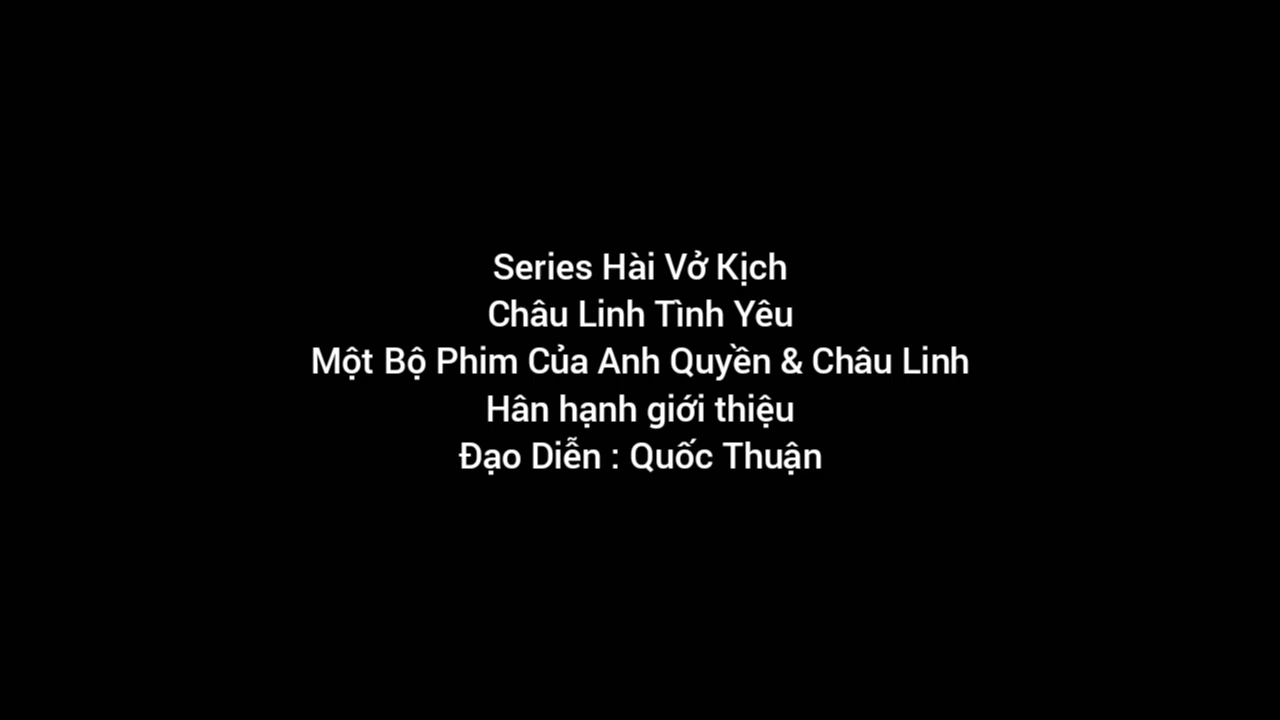 Series Hài Vở Kịch
Châu Linh Tình Yêu
Một Bộ Phim Của Anh Quyền & Châu Linh
Hân hạnh giới thiệu
Đạo Diễn : Quốc Thuận